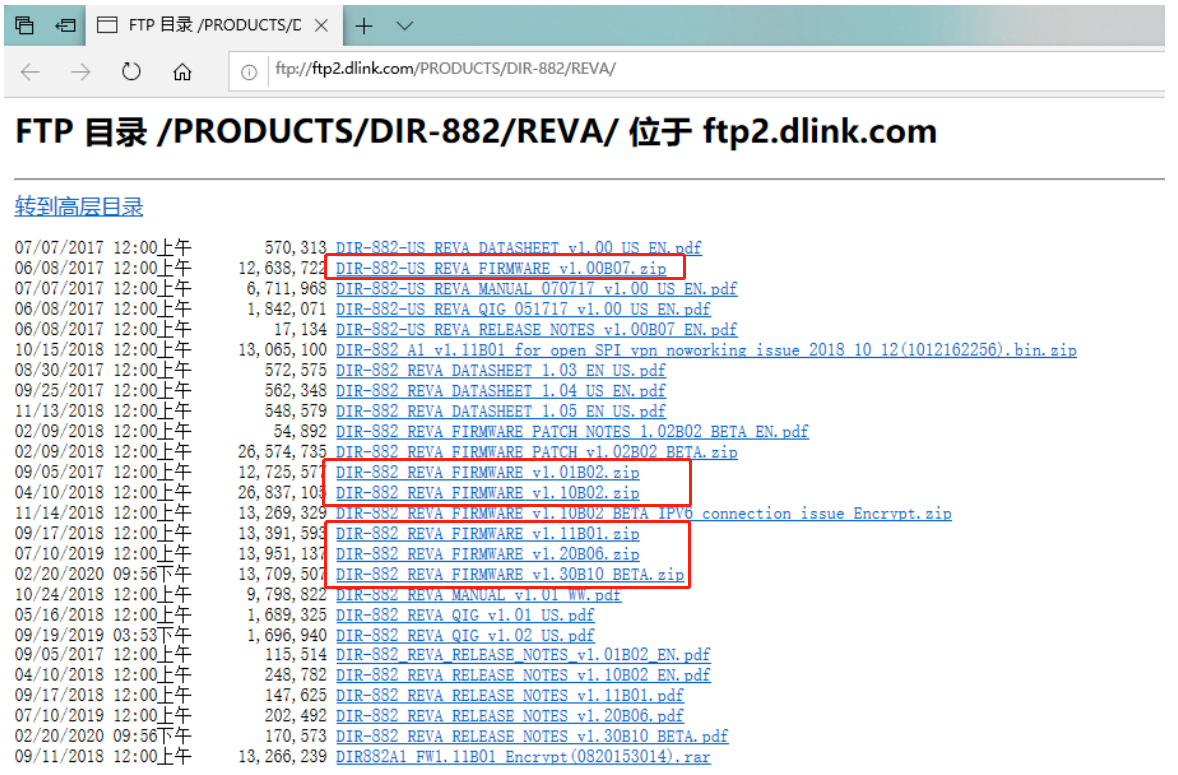 FTP 目录 /PRODUCTS/D
ftp://ftp2.dlink.com/PRODUCTS/DIR-882/REVA/
FTP 目录 /PRODUCTS/DIR-882/REVA/ 位于 ftp2.dlink.com
转到高层目录
07/07/2017 12:00上午 570,313 DIR-882-US_REVA_DATASHEET_v1.00_US_EN.pdf
06/08/2017 12:00上午 12,638,722 DIR-882-US_REVA_FIRMWARE_v1.00B07.zip
07/07/2017 12:00上午 6,711,968 DIR-882-US_REVA_MANUAL_070717_v1.00_US_EN.pdf
06/08/2017 12:00上午 1,842,071 DIR-882-US_REVA_QIG_051717_v1.00_US_EN.pdf
06/08/2017 12:00上午 17,134 DIR-882-US_REVA_RELEASE_NOTES_v1.00B07_EN.pdf
10/15/2018 12:00上午 13,065,100 DIR-882_A1_v1.11B01_for_open_SPI_vpn_noworking_issue_2018_10_12(1012162256).bin.zip
08/30/2017 12:00上午 572,575 DIR-882_REVA_DATASHEET_1.03_EN_US.pdf
09/25/2017 12:00上午 562,348 DIR-882_REVA_DATASHEET_1.04_US_EN.pdf
11/13/2018 12:00上午 548,579 DIR-882_REVA_DATASHEET_1.05_EN_US.pdf
02/09/2018 12:00上午 54,892 DIR-882_REVA_FIRMWARE_PATCH_NOTES_1.02B02_BETA_EN.pdf
02/09/2018 12:00上午 26,574,735 DIR-882_REVA_FIRMWARE_PATCH_v1.02B02_BETA.zip
09/05/2017 12:00上午 12,725,577 DIR-882_REVA_FIRMWARE_v1.01B02.zip
04/10/2018 12:00上午 26,837,105 DIR-882_REVA_FIRMWARE_v1.10B02.zip
11/14/2018 12:00上午 13,269,329 DIR-882_REVA_FIRMWARE_v1.10B02_BETA_IPV6_connection_issue_Encrypt.zip
09/17/2018 12:00上午 13,391,593 DIR-882_REVA_FIRMWARE_v1.11B01.zip
07/10/2019 12:00上午 13,951,137 DIR-882_REVA_FIRMWARE_v1.20B06.zip
02/20/2020 09:56下午 13,709,507 DIR-882_REVA_FIRMWARE_v1.30B10_BETA.zip
10/24/2018 12:00上午 9,798,822 DIR-882_REVA_MANUAL_v1.01_WW.pdf
05/16/2018 12:00上午 1,689,325 DIR-882_REVA_QIG_v1.01_US.pdf
09/19/2019 03:53下午 1,696,940 DIR-882_REVA_QIG_v1.02_US.pdf
09/05/2017 12:00上午 115,514 DIR-882_REVA_RELEASE_NOTES_v1.01B02_EN.pdf
04/10/2018 12:00上午 248,782 DIR-882_REVA_RELEASE_NOTES_v1.10B02_EN.pdf
09/17/2018 12:00上午 147,625 DIR-882_REVA_RELEASE_NOTES_v1.11B01.pdf
07/10/2019 12:00上午 202,492 DIR-882_REVA_RELEASE_NOTES_v1.20B06.pdf
02/20/2020 09:56下午 170,573 DIR-882_REVA_RELEASE_NOTES_v1.30B10_BETA.pdf
09/11/2018 12:00上午 13,266,239 DIR882A1_FW1.11B01_Encrypt(0820153014).rar